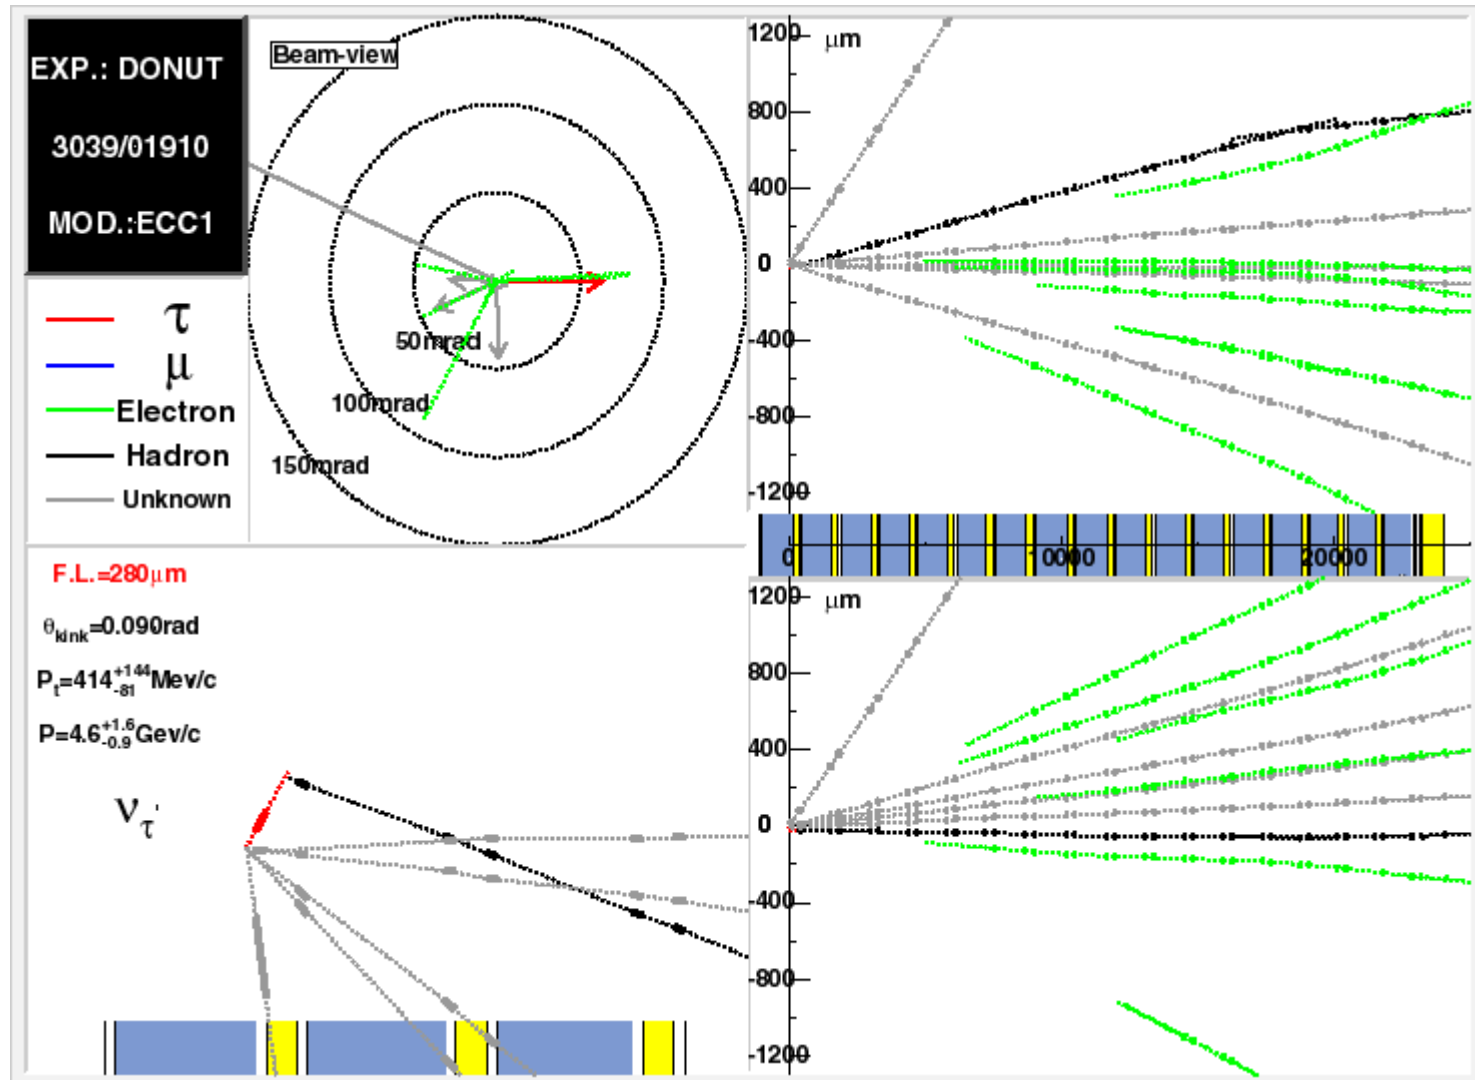 EXP.: DONUT
3039/01910
MOD.:ECC1
τ
μ
Electron
Hadron
Unknown
Beam-view
50mrad
100mrad
150mrad
F.L.=280μm
θkink=0.090rad
Pt=414+144-81Mev/c
P=4.6+1.6-0.9Gev/c
ντ
1200
μm
800
400
0
-400
-800
-1200
0
10000
20000
1200
μm
800
400
0
-400
-800
-1200